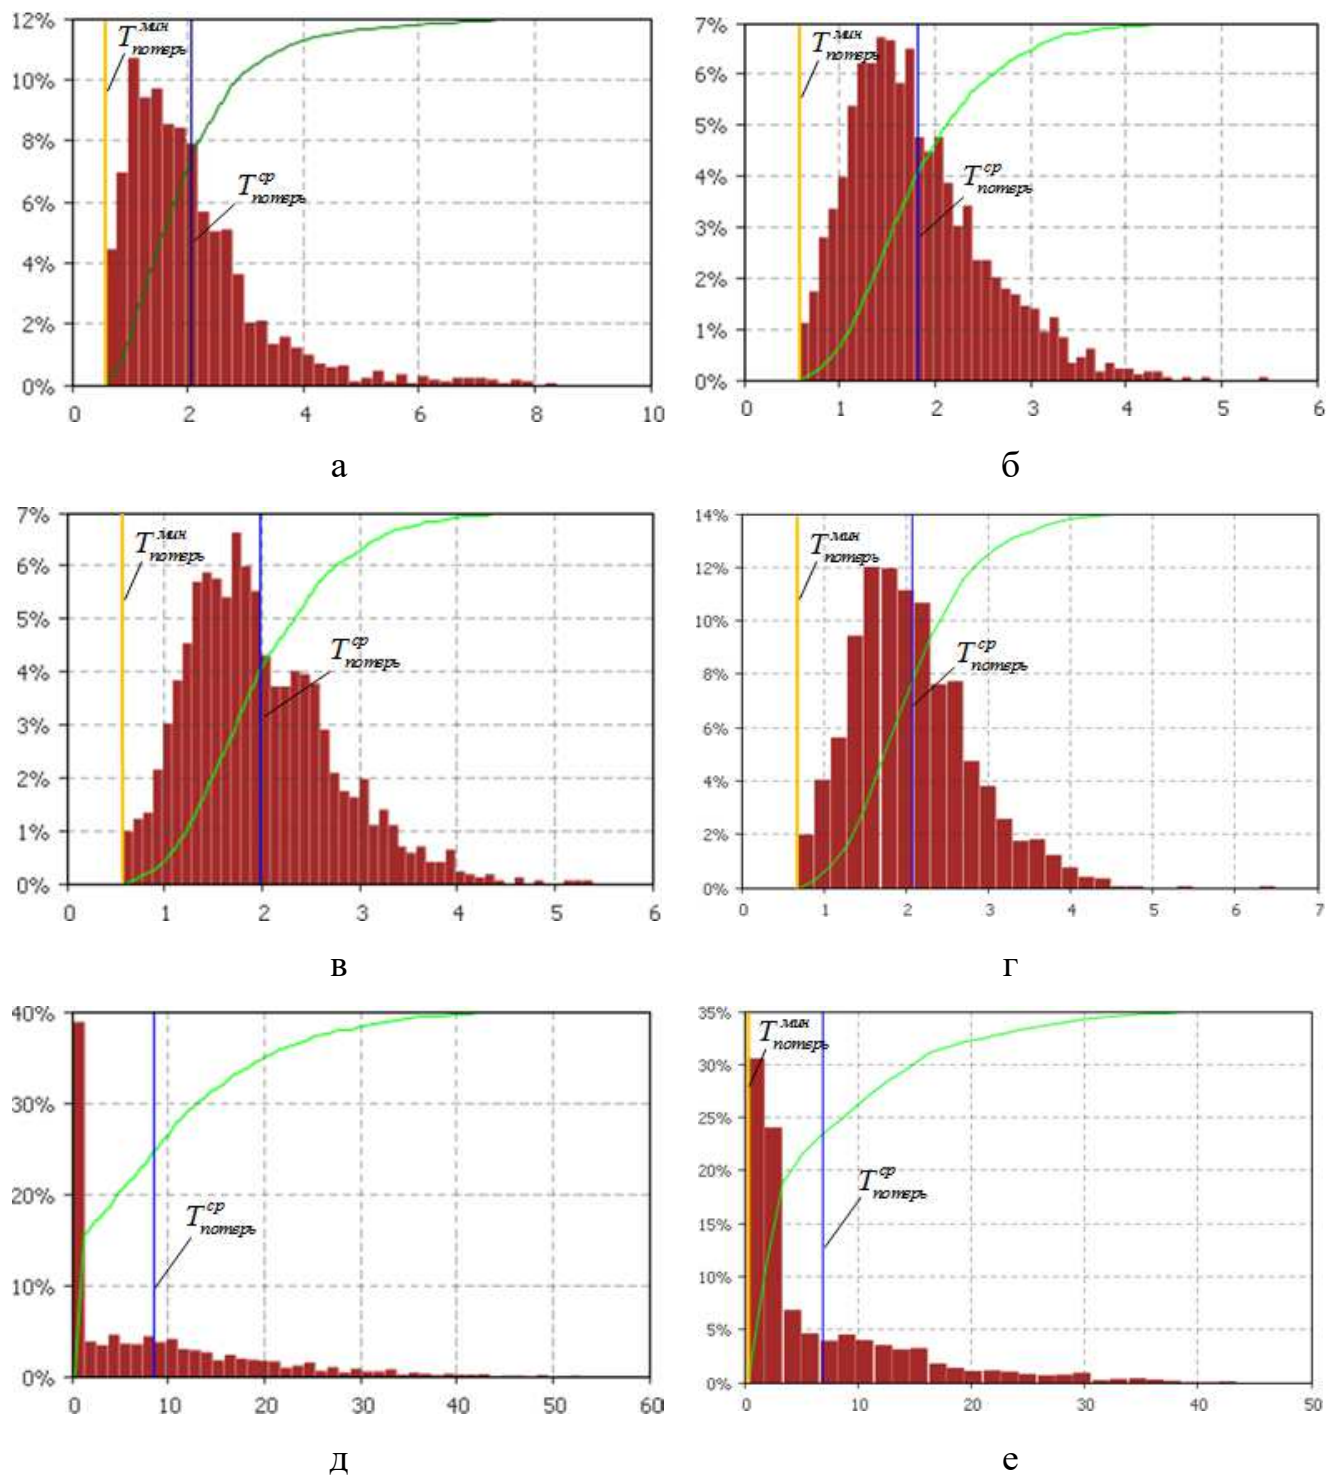 12%
T мин потерь
10%
8%
T ср потерь
6%
4%
2%
0%
0 2 4 6 8 10
а
7%
T мин потерь
6%
5%
T ср потерь
4%
3%
2%
1%
0%
0 1 2 3 4 5 6
б
7%
T мин потерь
6%
5%
T ср потерь
4%
3%
2%
1%
0%
0 1 2 3 4 5 6
в
14%
T мин потерь
12%
10%
T ср потерь
8%
6%
4%
2%
0%
0 1 2 3 4 5 6 7
г
40%
30%
20%
T ср потерь
10%
0%
0 10 20 30 40 50 60
д
35%
T мин потерь
30%
25%
20%
T ср потерь
15%
10%
5%
0%
0 10 20 30 40 50
е